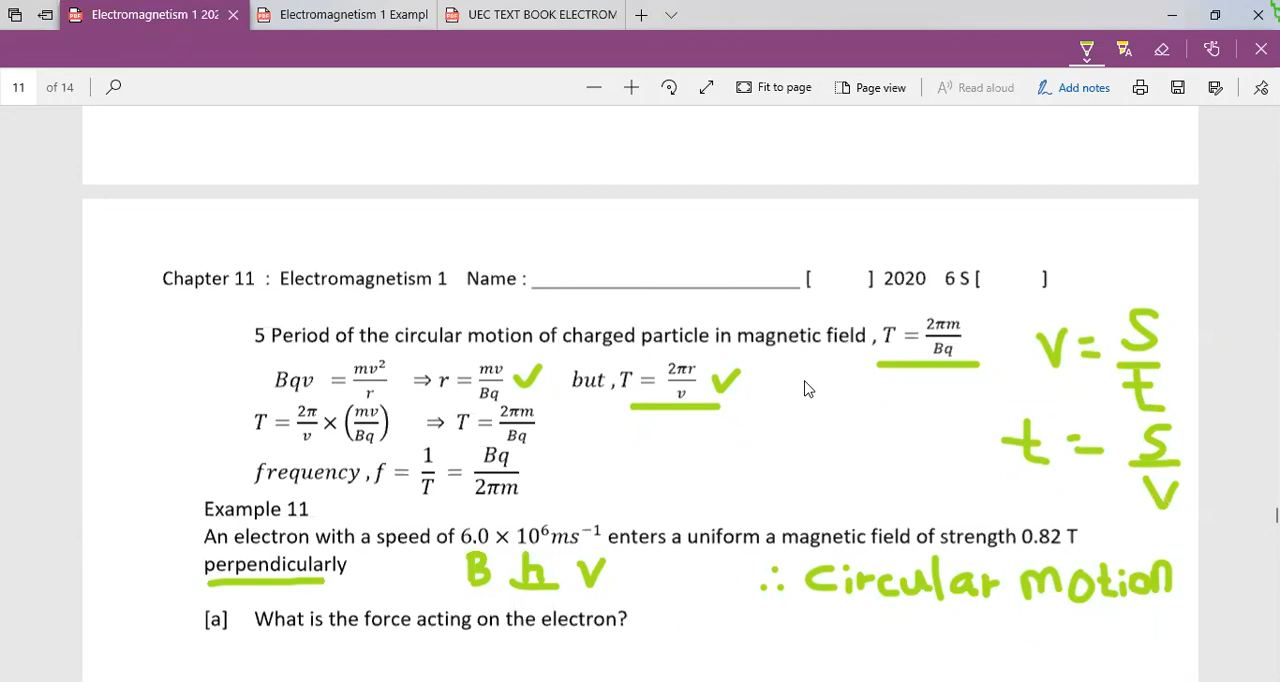 Electromagnetism 1 202
Electromagnetism 1 Exampl
UEC TEXT BOOK ELECTROM
11 of 14
Fit to page
Page view
Read aloud
Add notes
Chapter 11 : Electromagnetism 1 Name : ____________________ [ ] 2020 6 S [ ]
5 Period of the circular motion of charged particle in magnetic field , T = 2πm/Bq
v = s/t
Bqv = mv²/r ⇒ r = mv/Bq ✓ but , T = 2πr/v ✓
T = 2π/v × (mv/Bq) ⇒ T = 2πm/Bq
t = s/v
frequency , f = 1/T = Bq/2πm
Example 11
An electron with a speed of 6.0 × 10⁶ms⁻¹ enters a uniform a magnetic field of strength 0.82 T
perpendicularly
B h V ∴ Circular motion
[a] What is the force acting on the electron?